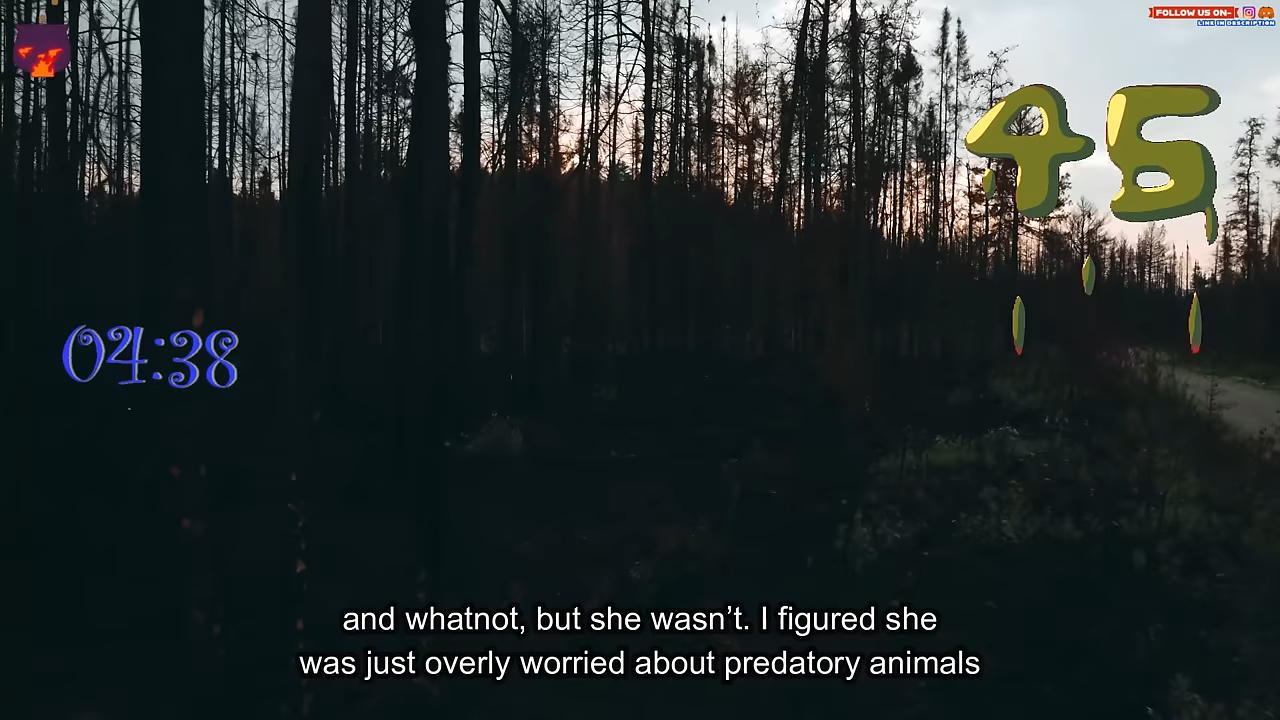 FOLLOW US ON-
LINK IN DESCRIPTION
45
04:38
and whatnot, but she wasn't. I figured she
was just overly worried about predatory animals